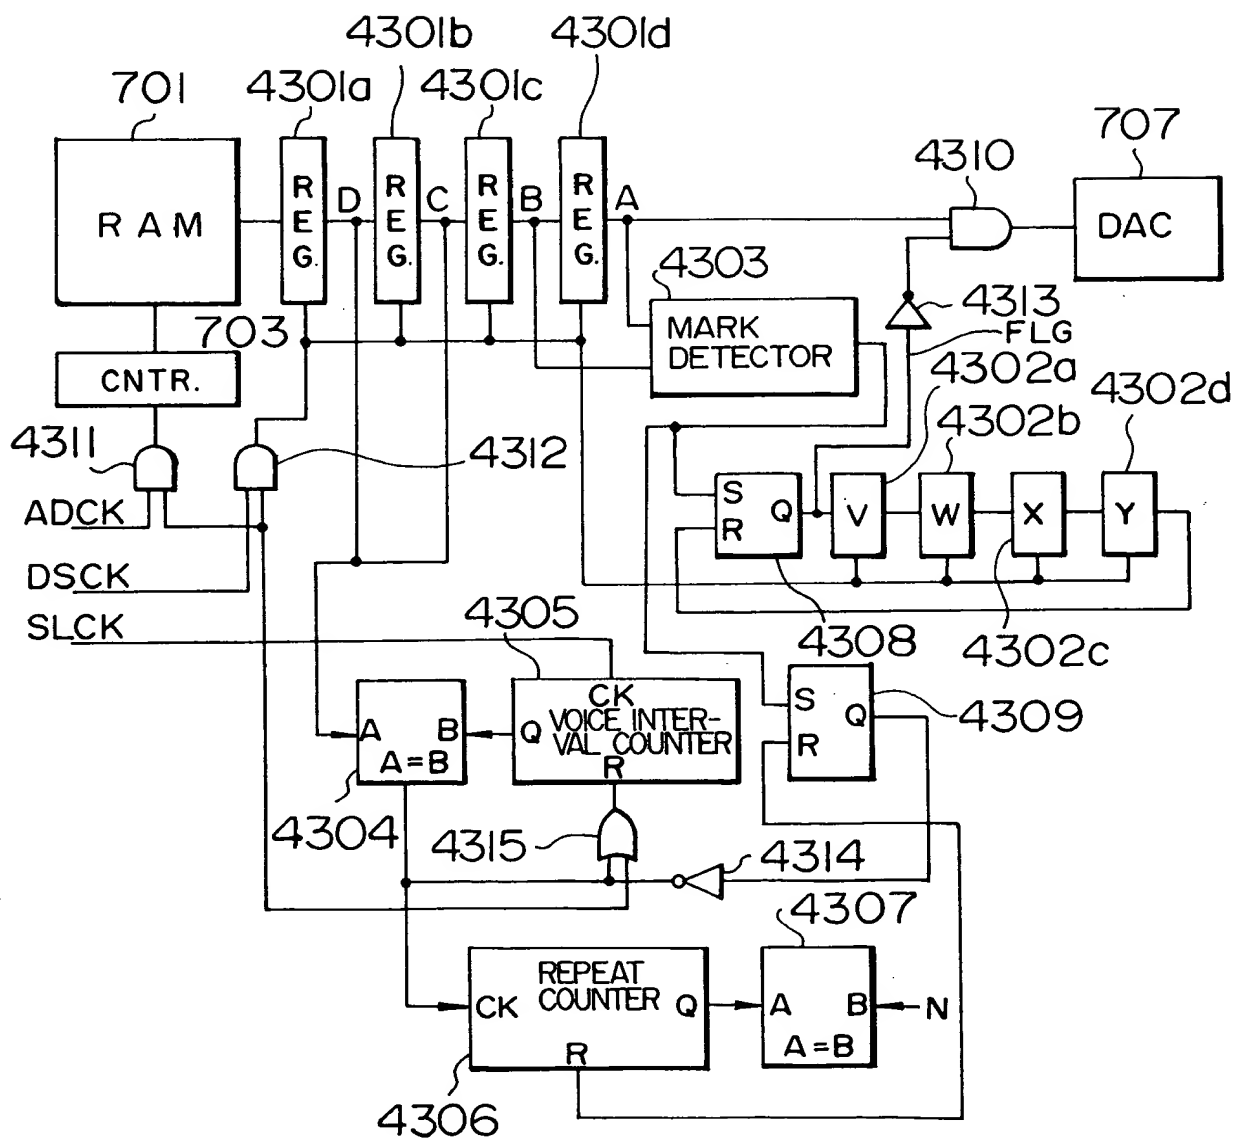 4301b 4301d
701 4301a 4301c
707
4310
RAM
REG.
D
REG.
C
REG.
B
REG.
A
DAC
4303
MARK
DETECTOR
4313
FLG
703
CNTR.
4302a
4302b
4302d
4311
4312
ADCK
S
R
Q
V
W
X
Y
DSCK
SLCK
4305
4308
4302c
CK
VOICE INTER-
VAL COUNTER
Q
R
A
B
A=B
S
R
Q
4309
4304
4315
4314
4307
REPEAT
COUNTER
CK
Q
R
A
B
A=B
N
4306